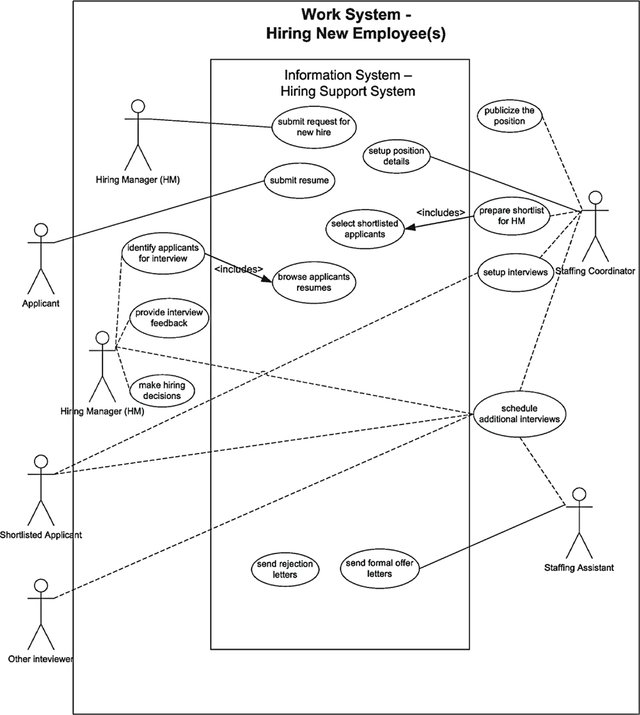 Work System -
Hiring New Employee(s)
Information System –
Hiring Support System
publicize the
position
submit request for
new hire
Hiring Manager (HM)
setup position
details
submit resume
<includes>
prepare shortlist
for HM
select shortlisted
applicants
Applicant
identify applicants
for interview
<includes>
browse applicants
resumes
setup interviews
Staffing Coordinator
provide interview
feedback
make hiring
decisions
Hiring Manager (HM)
schedule
additional interviews
Shortlisted Applicant
send rejection
letters
send formal offer
letters
Staffing Assistant
Other inteviewer